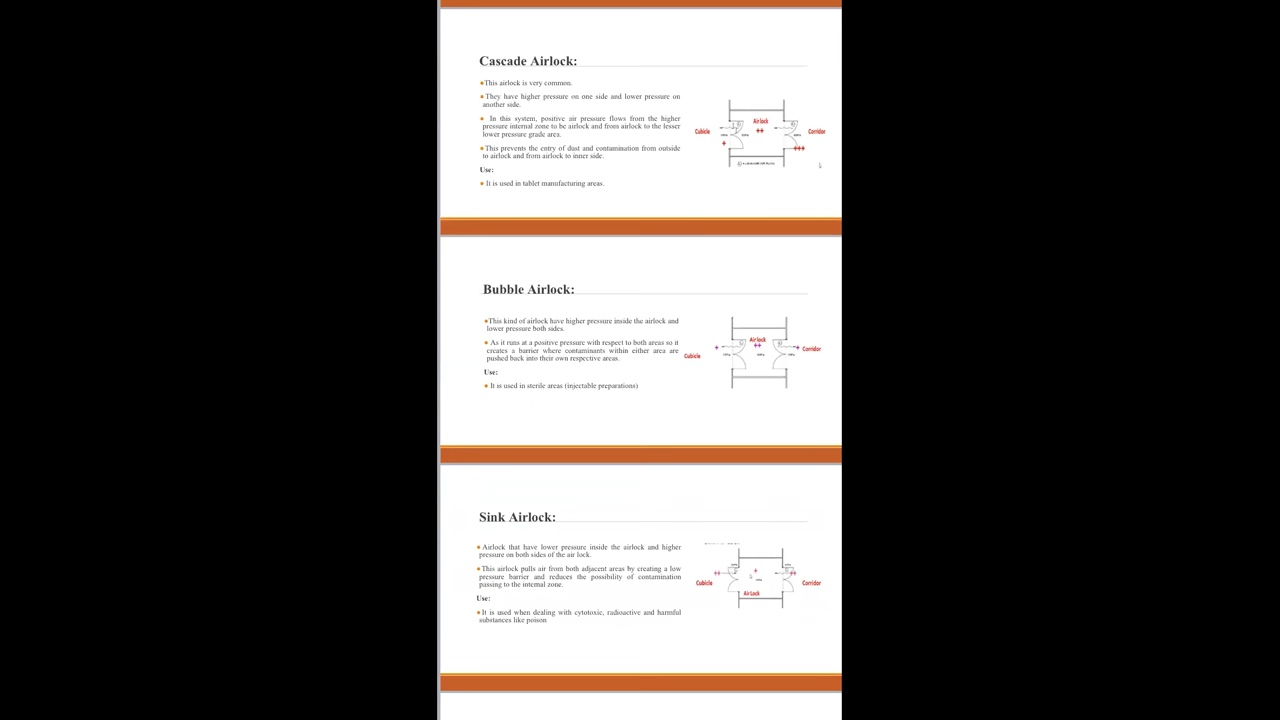 Cascade Airlock:
●This airlock is very common.
●They have higher pressure on one side and lower pressure on
another side.
● In this system, positive air pressure flows from the higher
pressure internal zone to be airlock and from airlock to the lesser
lower pressure grade area.
●This prevents the entry of dust and contamination from outside
to airlock and from airlock to inner side.
Use:
● It is used in tablet manufacturing areas.
Cubicle
+
Airlock
++
Corridor
+++
Bubble Airlock:
●This kind of airlock have higher pressure inside the airlock and
lower pressure both sides.
● As it runs at a positive pressure with respect to both areas so it
creates a barrier where contaminants within either area are
pushed back into their own respective areas.
Use:
● It is used in sterile areas (injectable preparations)
Cubicle
+
Airlock
++
+
Corridor
Sink Airlock:
● Airlock that have lower pressure inside the airlock and higher
pressure on both sides of the air lock.
●This airlock pulls air from both adjacent areas by creating a low
pressure barrier and reduces the possibility of contamination
passing to the internal zone.
Use:
●It is used when dealing with cytotoxic, radioactive and harmful
substances like poison
++
Cubicle
+
Air Lock
++
Corridor